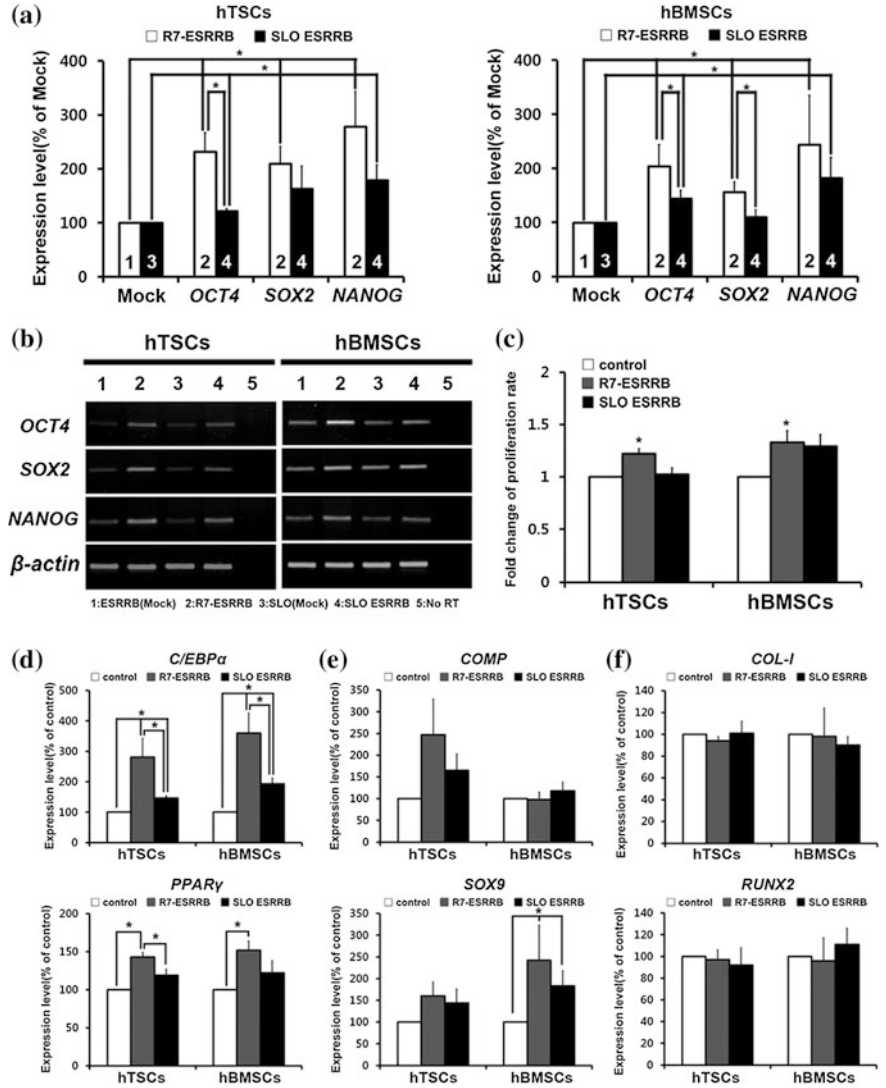 (a)
hTSCs
R7-ESRRB SLO ESRRB
Expression level(% of Mock)
400
300
200
100
0
* * *
1 3 2 4 2 4 2 4
Mock OCT4 SOX2 NANOG
hBMSCs
R7-ESRRB SLO ESRRB
Expression level(% of Mock)
400
300
200
100
0
* * * *
1 3 2 4 2 4 2 4
Mock OCT4 SOX2 NANOG
(b)
hTSCs hBMSCs
1 2 3 4 5 1 2 3 4 5
OCT4
SOX2
NANOG
β-actin
1:ESRRB(Mock) 2:R7-ESRRB 3:SLO(Mock) 4:SLO ESRRB 5:No RT
(c)
control
R7-ESRRB
SLO ESRRB
Fold change of proliferation rate
2
1.5
1
0.5
0
* *
hTSCs hBMSCs
(d)
C/EBPα
control R7-ESRRB SLO ESRRB
Expression level(% of control)
500
400
300
200
100
0
* * * *
hTSCs hBMSCs
PPARγ
control R7-ESRRB SLO ESRRB
Expression level(% of control)
200
150
100
50
0
* * *
hTSCs hBMSCs
(e)
COMP
control R7-ESRRB SLO ESRRB
Expression level(% of control)
350
300
250
200
150
100
50
0
hTSCs hBMSCs
SOX9
control R7-ESRRB SLO ESRRB
Expression level(% of control)
350
300
250
200
150
100
50
0
*
hTSCs hBMSCs
(f)
COL-I
control R7-ESRRB SLO ESRRB
Expression level(% of control)
140
120
100
80
60
40
20
0
hTSCs hBMSCs
RUNX2
control R7-ESRRB SLO ESRRB
Expression level(% of control)
140
120
100
80
60
40
20
0
hTSCs hBMSCs